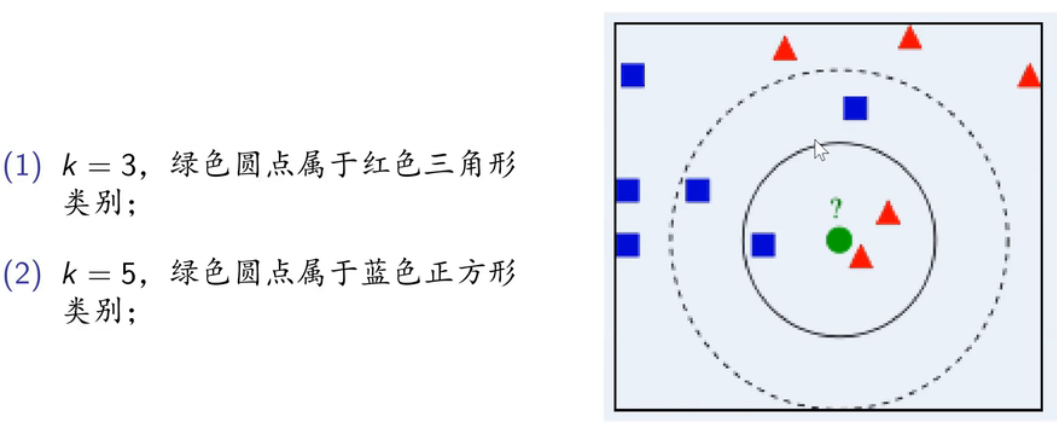 (1) k = 3，绿色圆点属于红色三角形
类别；
(2) k = 5，绿色圆点属于蓝色正方形
类别；
?